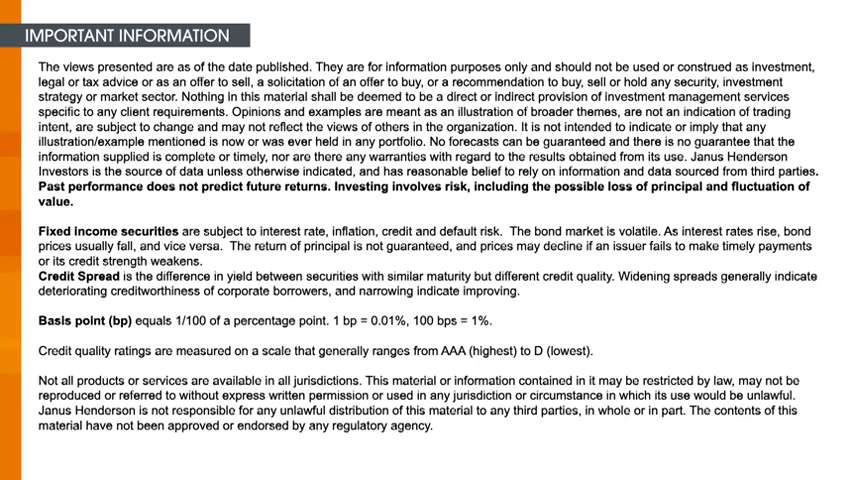 IMPORTANT INFORMATION
The views presented are as of the date published. They are for information purposes only and should not be used or construed as investment,
legal or tax advice or as an offer to sell, a solicitation of an offer to buy, or a recommendation to buy, sell or hold any security, investment
strategy or market sector. Nothing in this material shall be deemed to be a direct or indirect provision of investment management services
specific to any client requirements. Opinions and examples are meant as an illustration of broader themes, are not an indication of trading
intent, are subject to change and may not reflect the views of others in the organization. It is not intended to indicate or imply that any
illustration/example mentioned is now or was ever held in any portfolio. No forecasts can be guaranteed and there is no guarantee that the
information supplied is complete or timely, nor are there any warranties with regard to the results obtained from its use. Janus Henderson
Investors is the source of data unless otherwise indicated, and has reasonable belief to rely on information and data sourced from third parties.
Past performance does not predict future returns. Investing involves risk, including the possible loss of principal and fluctuation of
value.
Fixed income securities are subject to interest rate, inflation, credit and default risk. The bond market is volatile. As interest rates rise, bond
prices usually fall, and vice versa. The return of principal is not guaranteed, and prices may decline if an issuer fails to make timely payments
or its credit strength weakens.
Credit Spread is the difference in yield between securities with similar maturity but different credit quality. Widening spreads generally indicate
deteriorating creditworthiness of corporate borrowers, and narrowing indicate improving.
Basis point (bp) equals 1/100 of a percentage point. 1 bp = 0.01%, 100 bps = 1%.
Credit quality ratings are measured on a scale that generally ranges from AAA (highest) to D (lowest).
Not all products or services are available in all jurisdictions. This material or information contained in it may be restricted by law, may not be
reproduced or referred to without express written permission or used in any jurisdiction or circumstance in which its use would be unlawful.
Janus Henderson is not responsible for any unlawful distribution of this material to any third parties, in whole or in part. The contents of this
material have not been approved or endorsed by any regulatory agency.